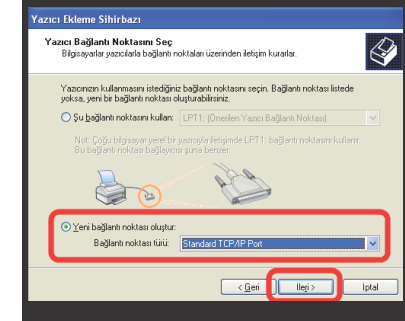 Yazıcı Ekleme Sihirbazı
Yazıcı Bağlantı Noktasını Seç
Bilgisayarlar yazıcılarla bağlantı noktaları üzerinden iletişim kurarlar.
Yazıcınızın kullanmasını istediğiniz bağlantı noktasını seçin. Bağlantı noktası listede
yoksa, yeni bir bağlantı noktası oluşturabilirsiniz.
Şu bağlantı noktasını kullan: LPT1: (Önerilen Yazıcı Bağlantı Noktası)
Not: Çoğu bilgisayar yerel bir yazıcıyla iletişimde LPT1: bağlantı noktasını kullanır.
Bu bağlantı noktası bağlayıcısı şuna benzer:
Yeni bağlantı noktası oluştur:
Bağlantı noktası türü: Standard TCP/IP Port
< Geri İleri > İptal